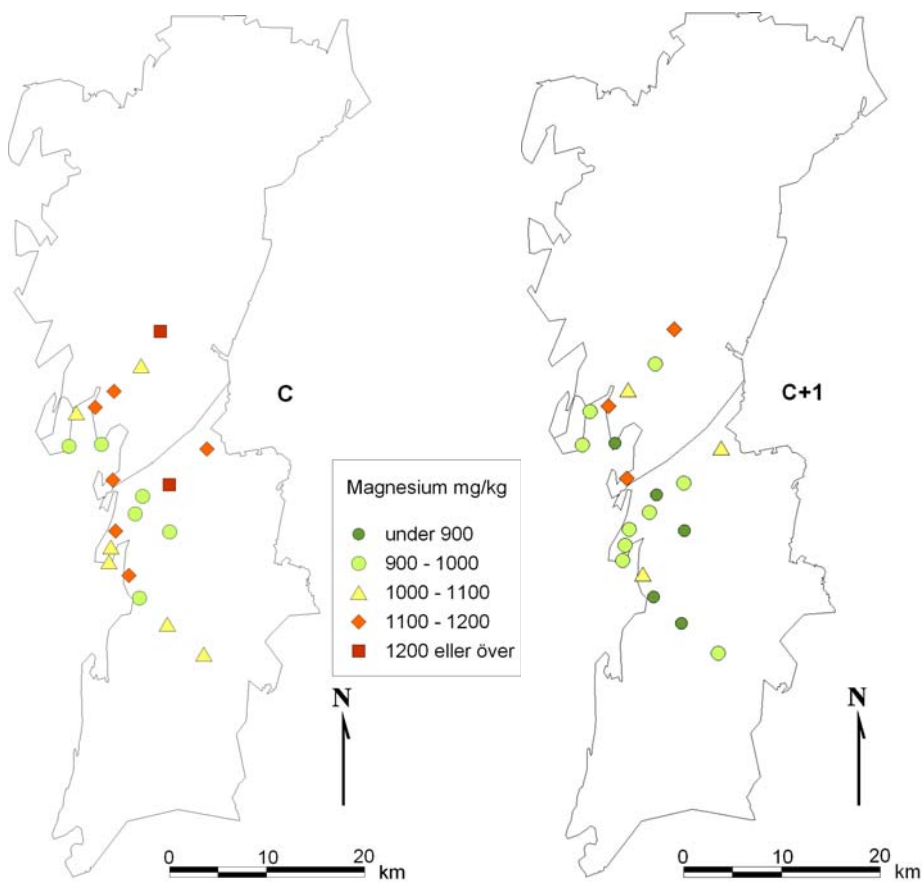 C
C+1
Magnesium mg/kg
under 900
900 - 1000
1000 - 1100
1100 - 1200
1200 eller över
N
N
0 10 20
km
0 10 20
km